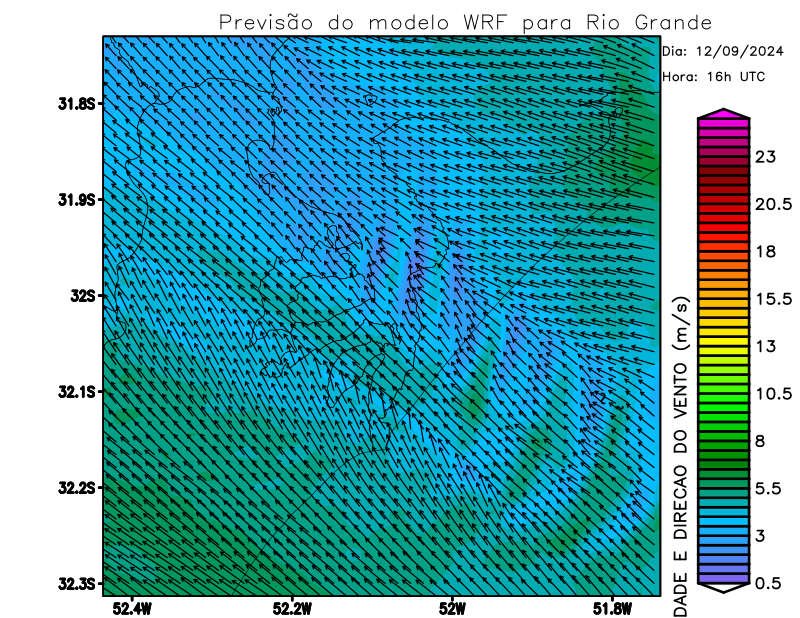 Previsão do modelo WRF para Rio Grande
Dia: 12/09/2024
Hora: 16h UTC
31.8S
31.9S
32S
32.1S
32.2S
32.3S
52.4W
52.2W
52W
51.8W
DADE E DIRECAO DO VENTO (m/s)
23
20.5
18
15.5
13
10.5
8
5.5
3
0.5